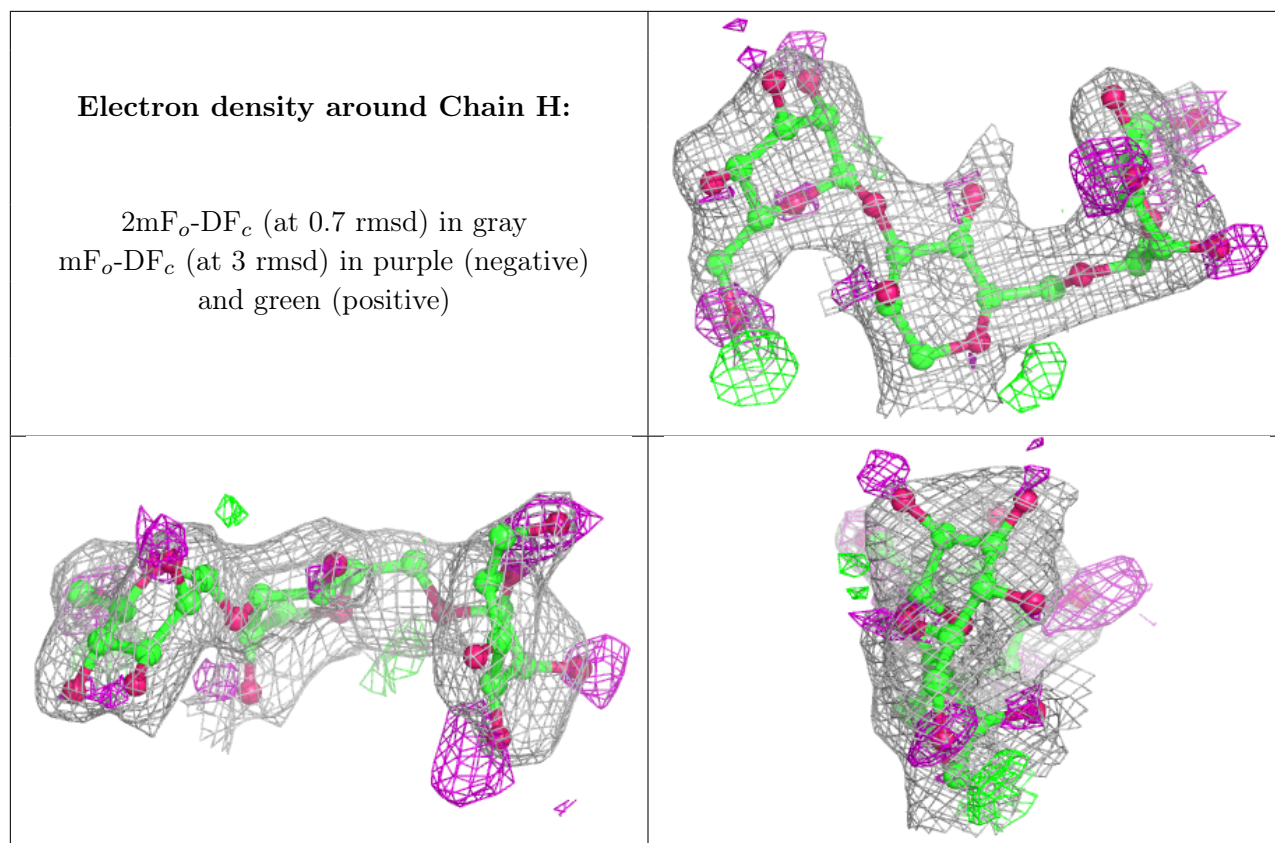 Electron density around Chain H:
2mFo-DFc (at 0.7 rmsd) in gray
mFo-DFc (at 3 rmsd) in purple (negative)
and green (positive)